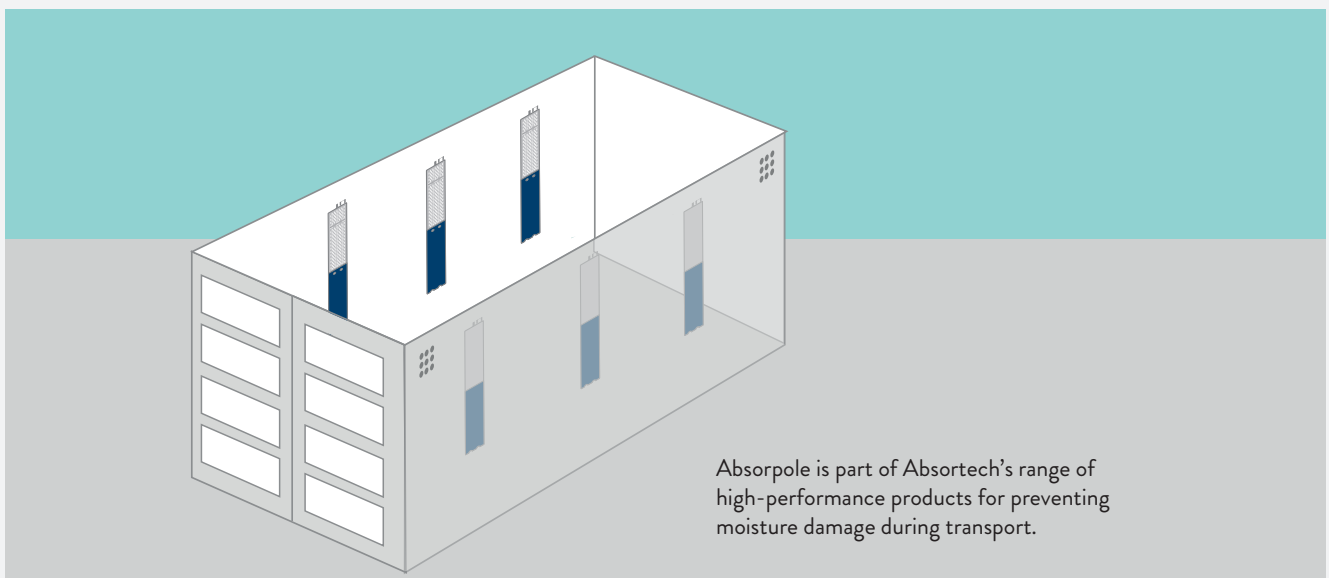 Absorpole is part of Absortech’s range of
high-performance products for preventing
moisture damage during transport.